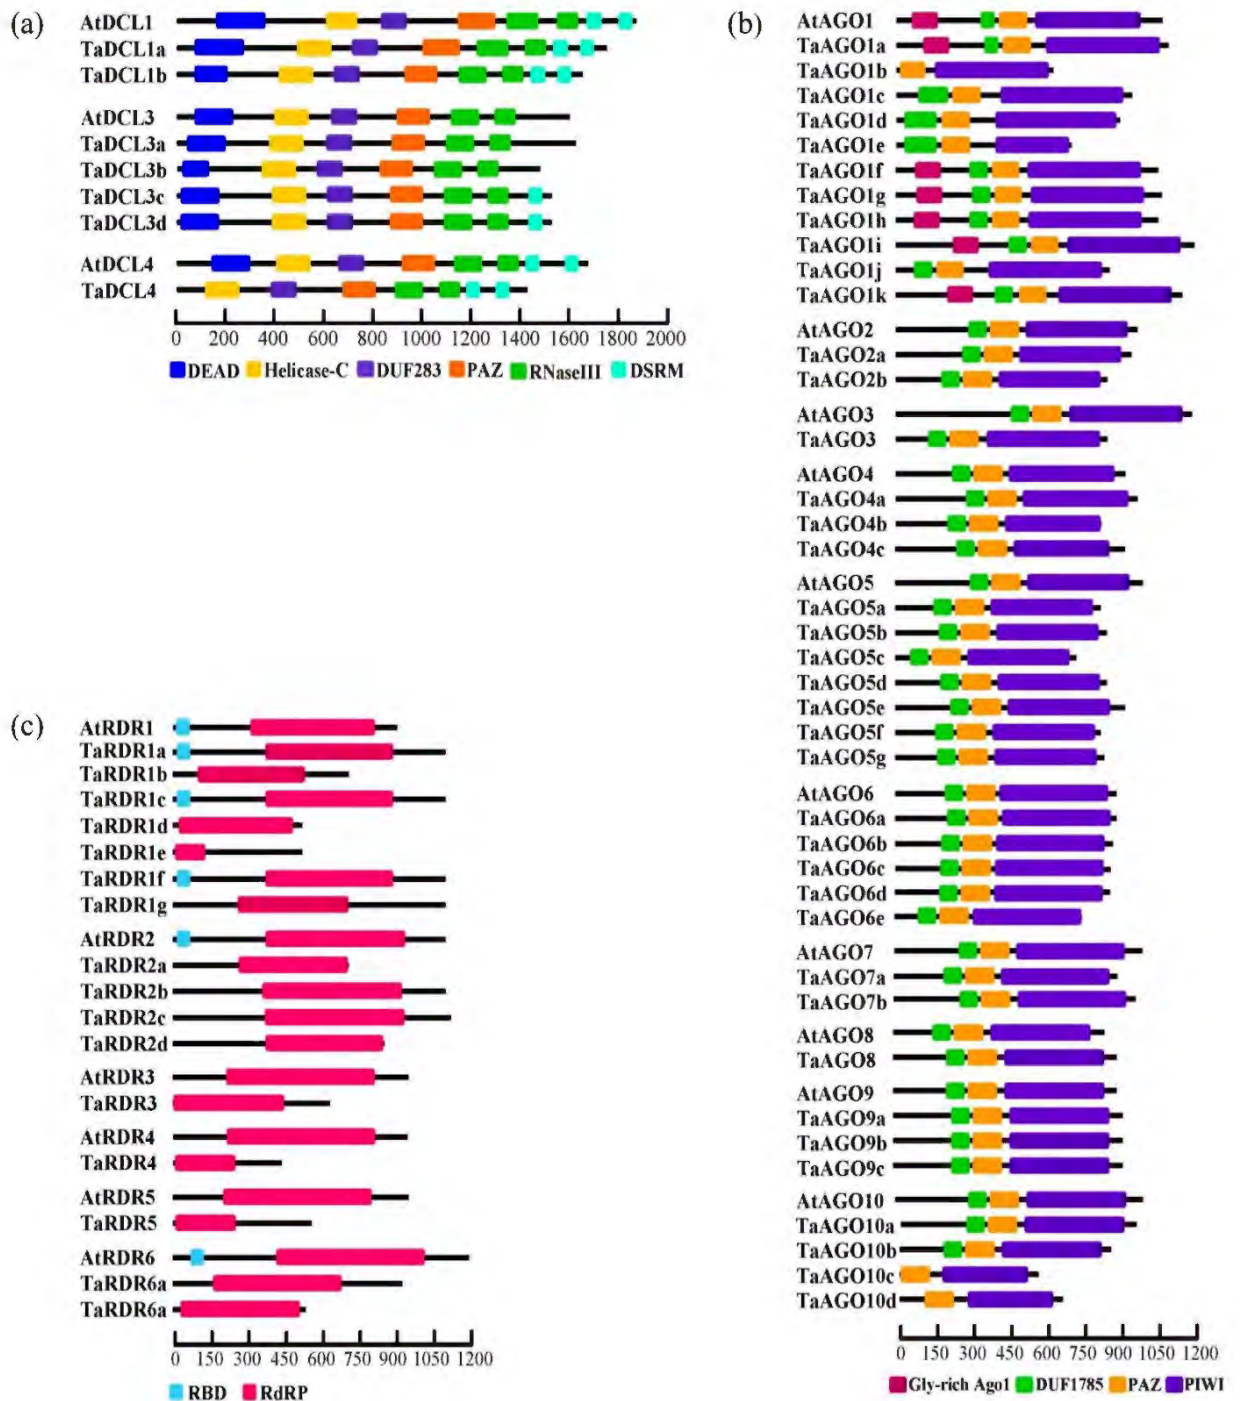 (a)
AtDCL1
TaDCL1a
TaDCL1b
AtDCL3
TaDCL3a
TaDCL3b
TaDCL3c
TaDCL3d
AtDCL4
TaDCL4
0 200 400 600 800 1000 1200 1400 1600 1800 2000
DEAD Helicase-C DUF283 PAZ RNaseIII DSRM
(b)
AtAGO1
TaAGO1a
TaAGO1b
TaAGO1c
TaAGO1d
TaAGO1e
TaAGO1f
TaAGO1g
TaAGO1h
TaAGO1i
TaAGO1j
TaAGO1k
AtAGO2
TaAGO2a
TaAGO2b
AtAGO3
TaAGO3
AtAGO4
TaAGO4a
TaAGO4b
TaAGO4c
AtAGO5
TaAGO5a
TaAGO5b
TaAGO5c
TaAGO5d
TaAGO5e
TaAGO5f
TaAGO5g
AtAGO6
TaAGO6a
TaAGO6b
TaAGO6c
TaAGO6d
TaAGO6e
AtAGO7
TaAGO7a
TaAGO7b
AtAGO8
TaAGO8
AtAGO9
TaAGO9a
TaAGO9b
TaAGO9c
AtAGO10
TaAGO10a
TaAGO10b
TaAGO10c
TaAGO10d
0 150 300 450 600 750 900 1050 1200
Gly-rich Ago1 DUF1785 PAZ PIWI
(c)
AtRDR1
TaRDR1a
TaRDR1b
TaRDR1c
TaRDR1d
TaRDR1e
TaRDR1f
TaRDR1g
AtRDR2
TaRDR2a
TaRDR2b
TaRDR2c
TaRDR2d
AtRDR3
TaRDR3
AtRDR4
TaRDR4
AtRDR5
TaRDR5
AtRDR6
TaRDR6a
TaRDR6a
0 150 300 450 600 750 900 1050 1200
RBD RdRP